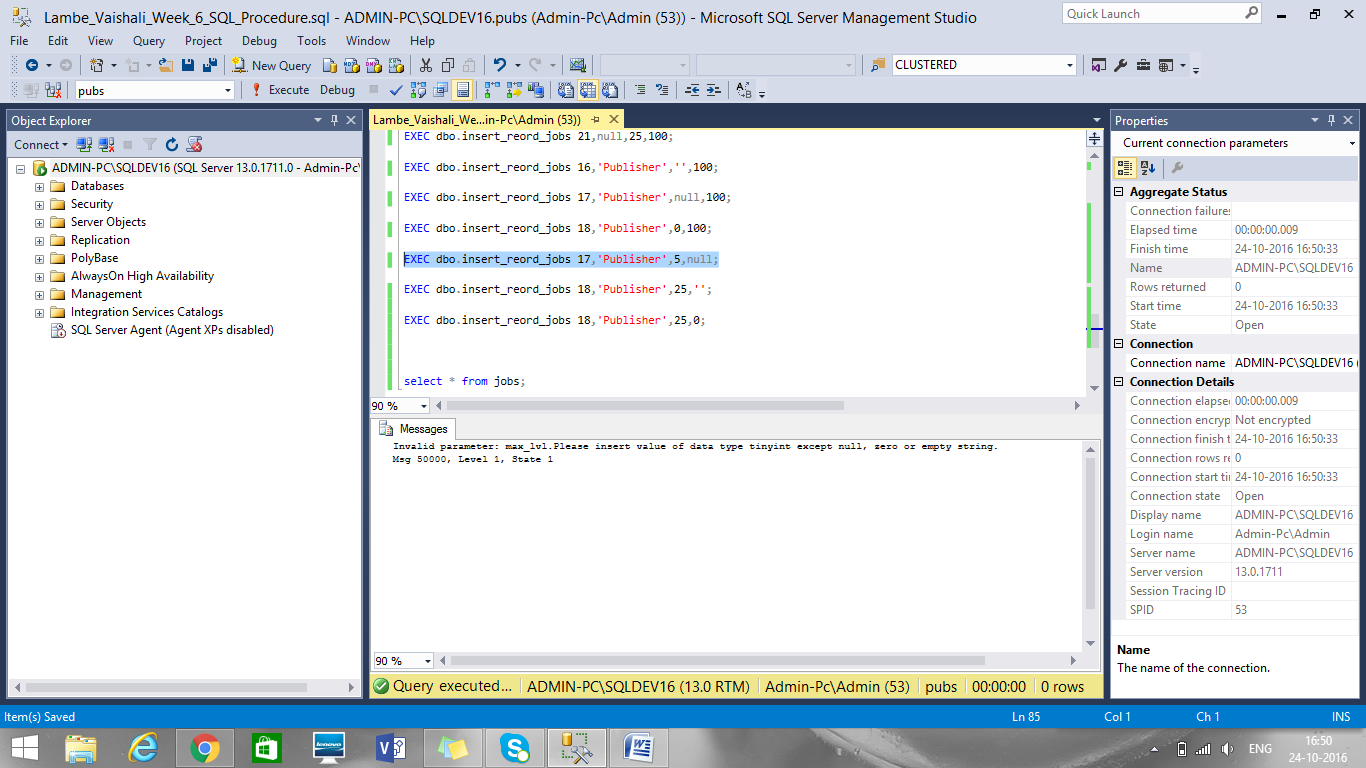 Lambe_Vaishali_Week_6_SQL_Procedure.sql - ADMIN-PC\SQLDEV16.pubs (Admin-Pc\Admin (53)) - Microsoft SQL Server Management Studio
Quick Launch
File Edit View Query Project Debug Tools Window Help
New Query
CLUSTERED
pubs
Execute Debug
Object Explorer
Connect
ADMIN-PC\SQLDEV16 (SQL Server 13.0.1711.0 - Admin-Pc\
Databases
Security
Server Objects
Replication
PolyBase
AlwaysOn High Availability
Management
Integration Services Catalogs
SQL Server Agent (Agent XPs disabled)
Lambe_Vaishali_We...in-Pc\Admin (53))
EXEC dbo.insert_reord_jobs 21,null,25,100;
EXEC dbo.insert_reord_jobs 16,'Publisher','',100;
EXEC dbo.insert_reord_jobs 17,'Publisher',null,100;
EXEC dbo.insert_reord_jobs 18,'Publisher',0,100;
EXEC dbo.insert_reord_jobs 17,'Publisher',5,null;
EXEC dbo.insert_reord_jobs 18,'Publisher',25,'';
EXEC dbo.insert_reord_jobs 18,'Publisher',25,0;
select * from jobs;
90 %
Messages
Invalid parameter: max_lvl.Please insert value of data type tinyint except null, zero or empty string.
Msg 50000, Level 1, State 1
90 %
Query executed... ADMIN-PC\SQLDEV16 (13.0 RTM) Admin-Pc\Admin (53) pubs 00:00:00 0 rows
Properties
Current connection parameters
Aggregate Status
Connection failures
Elapsed time 00:00:00.009
Finish time 24-10-2016 16:50:33
Name ADMIN-PC\SQLDEV16
Rows returned 0
Start time 24-10-2016 16:50:33
State Open
Connection
Connection name ADMIN-PC\SQLDEV16 (
Connection Details
Connection elapse 00:00:00.009
Connection encryp Not encrypted
Connection finish t 24-10-2016 16:50:33
Connection rows re 0
Connection start tir 24-10-2016 16:50:33
Connection state Open
Display name ADMIN-PC\SQLDEV16
Login name Admin-Pc\Admin
Server name ADMIN-PC\SQLDEV16
Server version 13.0.1711
Session Tracing ID
SPID 53
Name
The name of the connection.
Item(s) Saved Ln 85 Col 1 Ch 1 INS
lenovo
ENG
16:50
24-10-2016